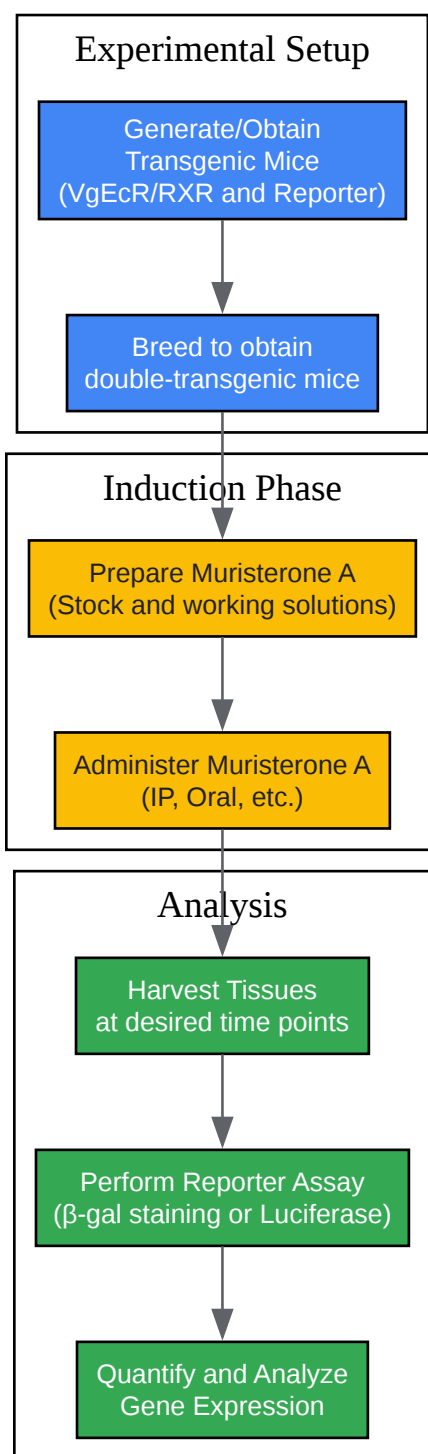 Experimental Setup
Generate/Obtain
Transgenic Mice
(VgEcR/RXR and Reporter)
Breed to obtain
double-transgenic mice
Induction Phase
Prepare Muristerone A
(Stock and working solutions)
Administer Muristerone A
(IP, Oral, etc.)
Analysis
Harvest Tissues
at desired time points
Perform Reporter Assay
(β-gal staining or Luciferase)
Quantify and Analyze
Gene Expression